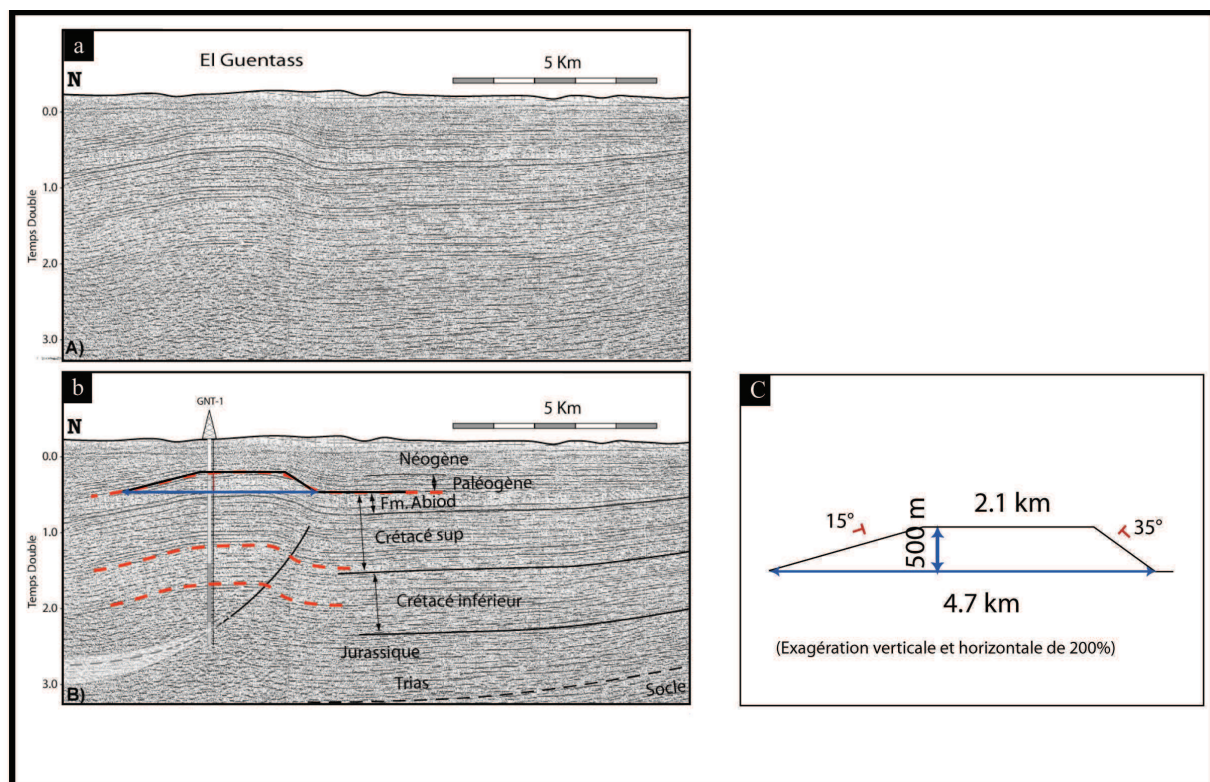 a
El Guentass
5 Km
N
0.0
1.0
2.0
3.0
Temps Double
A)
b
GNT-1
5 Km
N
0.0
1.0
2.0
3.0
Temps Double
Néogène
Paléogène
Fm. Abiod
Crétacé sup
Crétacé inférieur
Jurassique
Trias
Socle
B)
C
2.1 km
15°
35°
500 m
4.7 km
(Exagération verticale et horizontale de 200%)